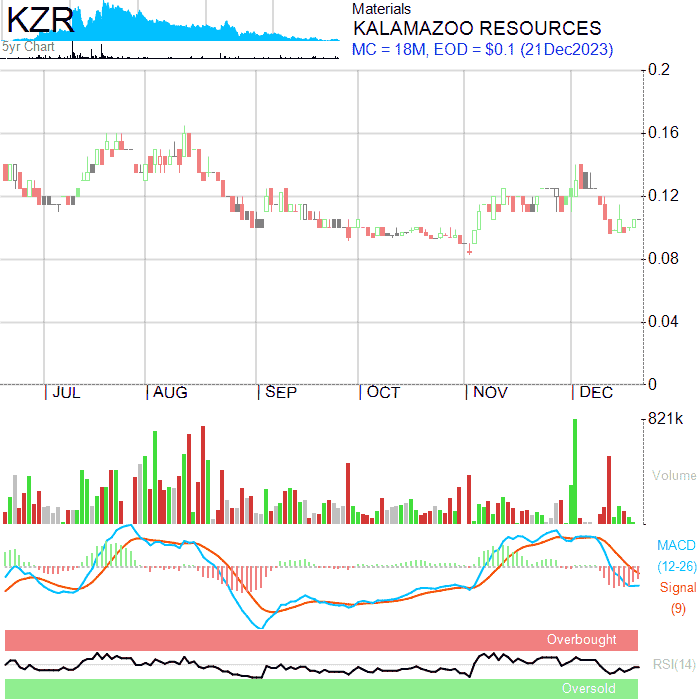 KZR
5yr Chart
Materials
KALAMAZOO RESOURCES
MC = 18M, EOD = $0.1 (21Dec2023)
0.2
0.16
0.12
0.08
0.04
0
JUL
AUG
SEP
OCT
NOV
DEC
821k
Volume
MACD
(12-26)
Signal
(9)
Overbought
RSI(14)
Oversold